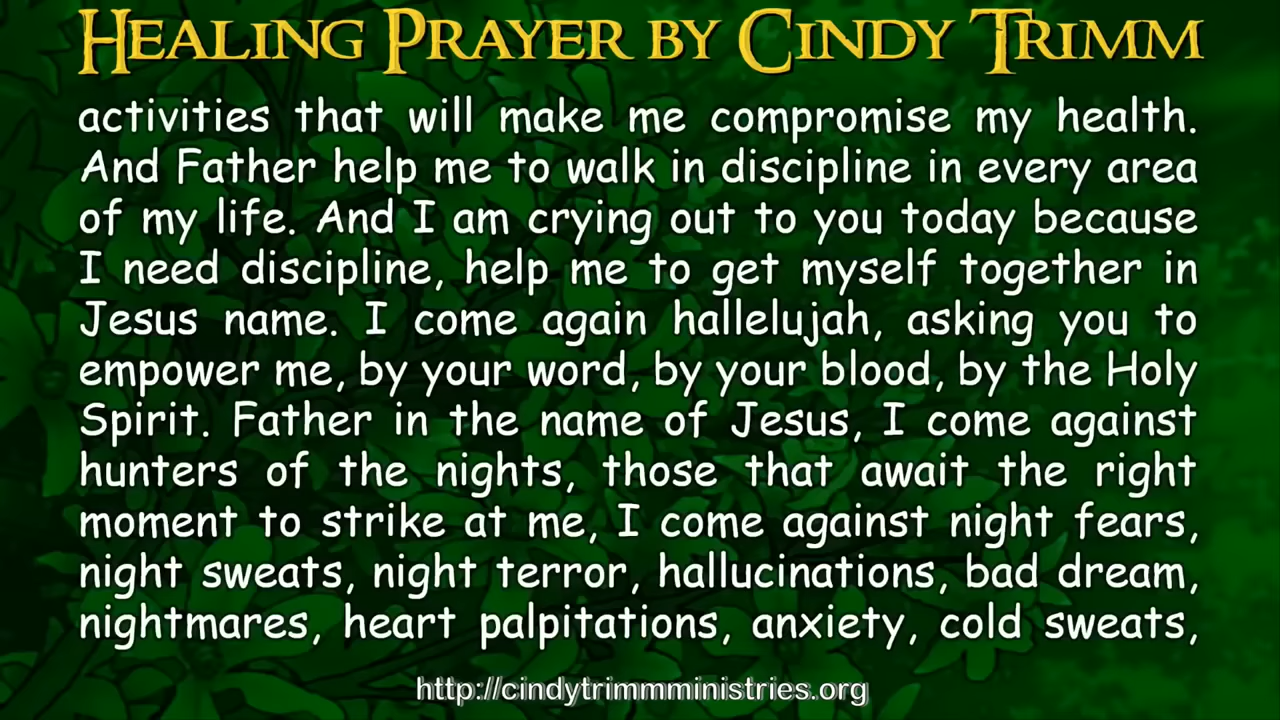 HEALING PRAYER BY CINDY TRIMM
activities that will make me compromise my health.
And Father help me to walk in discipline in every area
of my life. And I am crying out to you today because
I need discipline, help me to get myself together in
Jesus name. I come again hallelujah, asking you to
empower me, by your word, by your blood, by the Holy
Spirit. Father in the name of Jesus, I come against
hunters of the nights, those that await the right
moment to strike at me, I come against night fears,
night sweats, night terror, hallucinations, bad dream,
nightmares, heart palpitations, anxiety, cold sweats,
http://cindytrimmministries.org